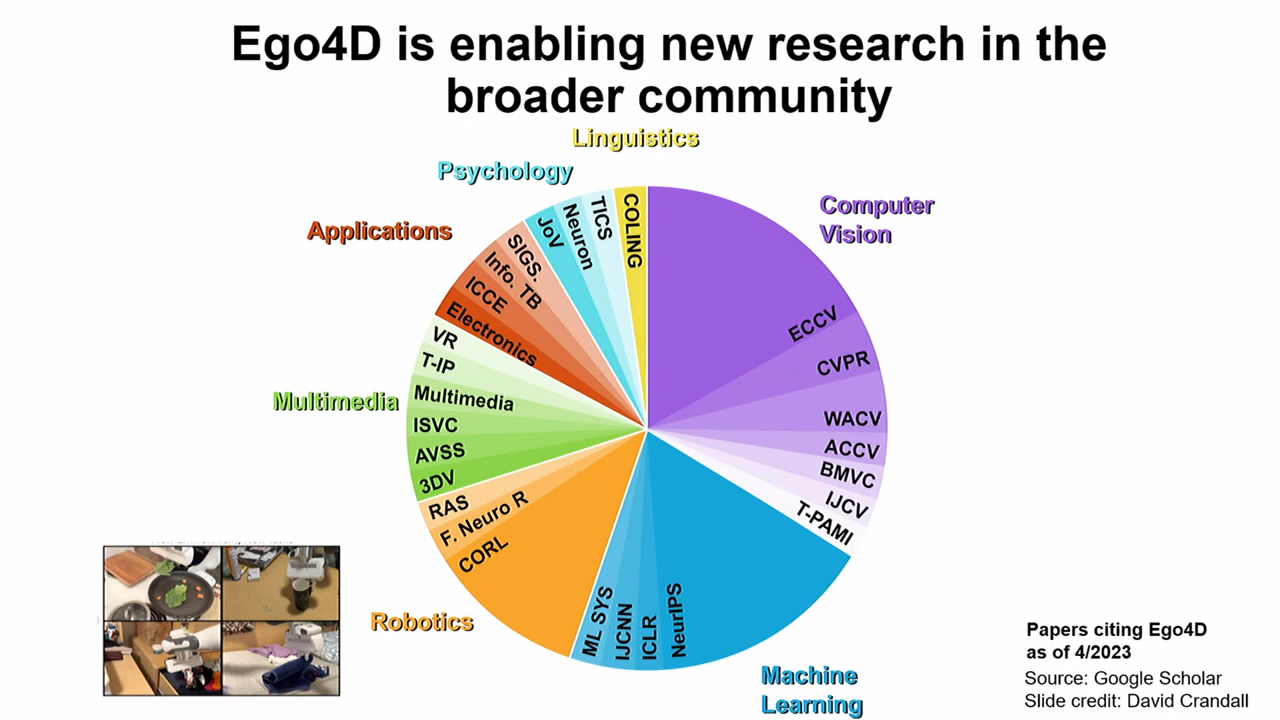 Ego4D is enabling new research in the
broader community
Linguistics
Psychology
Applications
Multimedia
Robotics
Computer
Vision
Machine
Learning
COLING
TICS
Neuron
JoV
SIGS.
Info. TB
ICCE
Electronics
VR
T-IP
Multimedia
ISVC
AVSS
3DV
RAS
F. Neuro R
CORL
ML SYS
IJCNN
ICLR
NeurIPS
T-PAMI
IJCV
BMVC
ACCV
WACV
CVPR
ECCV
Papers citing Ego4D
as of 4/2023
Source: Google Scholar
Slide credit: David Crandall